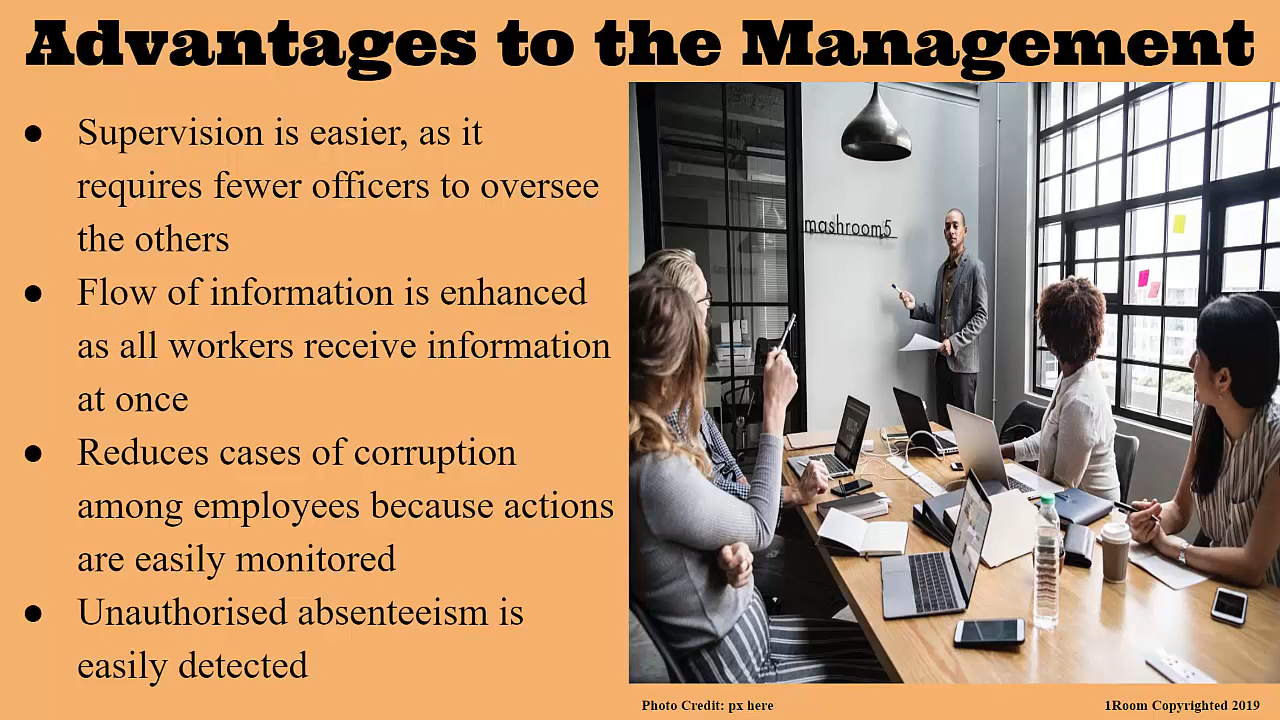 Advantages to the Management
● Supervision is easier, as it
requires fewer officers to oversee
the others
● Flow of information is enhanced
as all workers receive information
at once
● Reduces cases of corruption
among employees because actions
are easily monitored
● Unauthorised absenteeism is
easily detected
mashroom5
Photo Credit: px here
1Room Copyrighted 2019